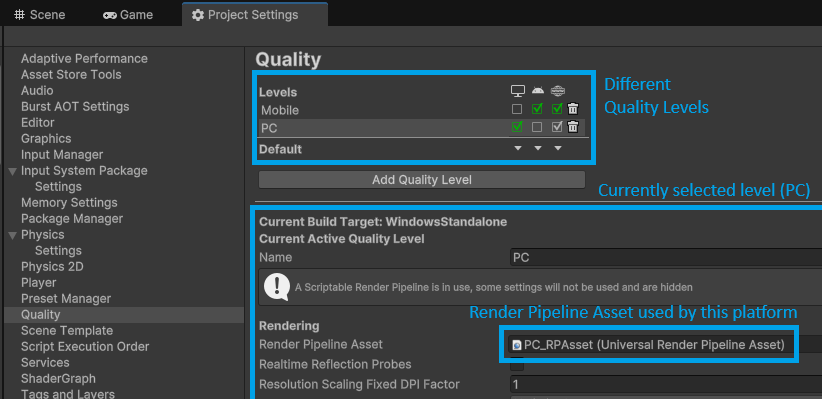 Scene
Game
Project Settings
Adaptive Performance
Asset Store Tools
Audio
Burst AOT Settings
Editor
Graphics
Input Manager
Input System Package
Settings
Memory Settings
Package Manager
Physics
Settings
Physics 2D
Player
Preset Manager
Quality
Scene Template
Script Execution Order
Services
ShaderGraph
Tags and Layers
Quality
Levels
Mobile
PC
Default
Different
Quality Levels
Add Quality Level
Currently selected level (PC)
Current Build Target: WindowsStandalone
Current Active Quality Level
Name PC
A Scriptable Render Pipeline is in use, some settings will not be used and are hidden
Render Pipeline Asset used by this platform
Rendering
Render Pipeline Asset PC_RPAsset (Universal Render Pipeline Asset)
Realtime Reflection Probes
Resolution Scaling Fixed DPI Factor 1